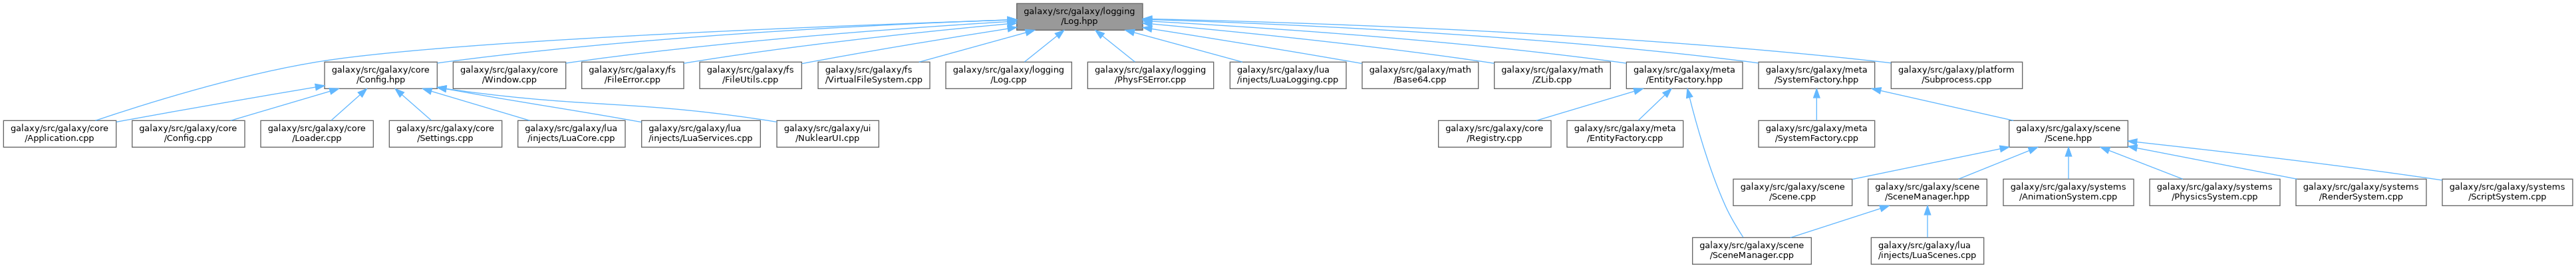 galaxy/src/galaxy/logging
/Log.hpp
galaxy/src/galaxy/core
/Config.hpp
galaxy/src/galaxy/core
/Window.cpp
galaxy/src/galaxy/fs
/FileError.cpp
galaxy/src/galaxy/fs
/FileUtils.cpp
galaxy/src/galaxy/fs
/VirtualFileSystem.cpp
galaxy/src/galaxy/logging
/Log.cpp
galaxy/src/galaxy/logging
/PhysFSError.cpp
galaxy/src/galaxy/lua
/injects/LuaLogging.cpp
galaxy/src/galaxy/math
/Base64.cpp
galaxy/src/galaxy/math
/ZLib.cpp
galaxy/src/galaxy/meta
/EntityFactory.hpp
galaxy/src/galaxy/meta
/SystemFactory.hpp
galaxy/src/galaxy/platform
/Subprocess.cpp
galaxy/src/galaxy/core
/Application.cpp
galaxy/src/galaxy/core
/Config.cpp
galaxy/src/galaxy/core
/Loader.cpp
galaxy/src/galaxy/core
/Settings.cpp
galaxy/src/galaxy/lua
/injects/LuaCore.cpp
galaxy/src/galaxy/lua
/injects/LuaServices.cpp
galaxy/src/galaxy/ui
/NuklearUI.cpp
galaxy/src/galaxy/core
/Registry.cpp
galaxy/src/galaxy/meta
/EntityFactory.cpp
galaxy/src/galaxy/meta
/SystemFactory.cpp
galaxy/src/galaxy/scene
/Scene.hpp
galaxy/src/galaxy/scene
/Scene.cpp
galaxy/src/galaxy/scene
/SceneManager.hpp
galaxy/src/galaxy/systems
/AnimationSystem.cpp
galaxy/src/galaxy/systems
/PhysicsSystem.cpp
galaxy/src/galaxy/systems
/RenderSystem.cpp
galaxy/src/galaxy/systems
/ScriptSystem.cpp
galaxy/src/galaxy/scene
/SceneManager.cpp
galaxy/src/galaxy/lua
/injects/LuaScenes.cpp